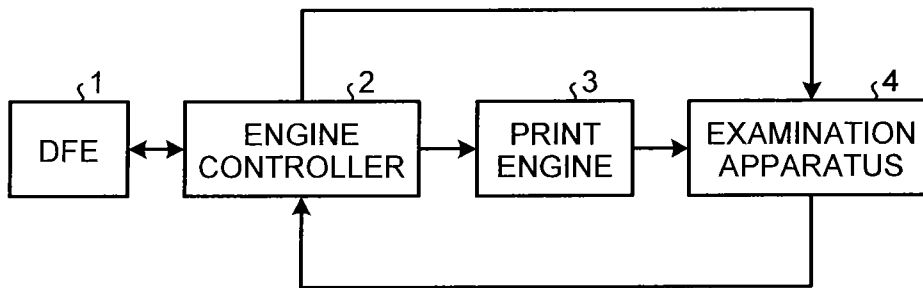 1
2
3
4
DFE
ENGINE
CONTROLLER
PRINT
ENGINE
EXAMINATION
APPARATUS